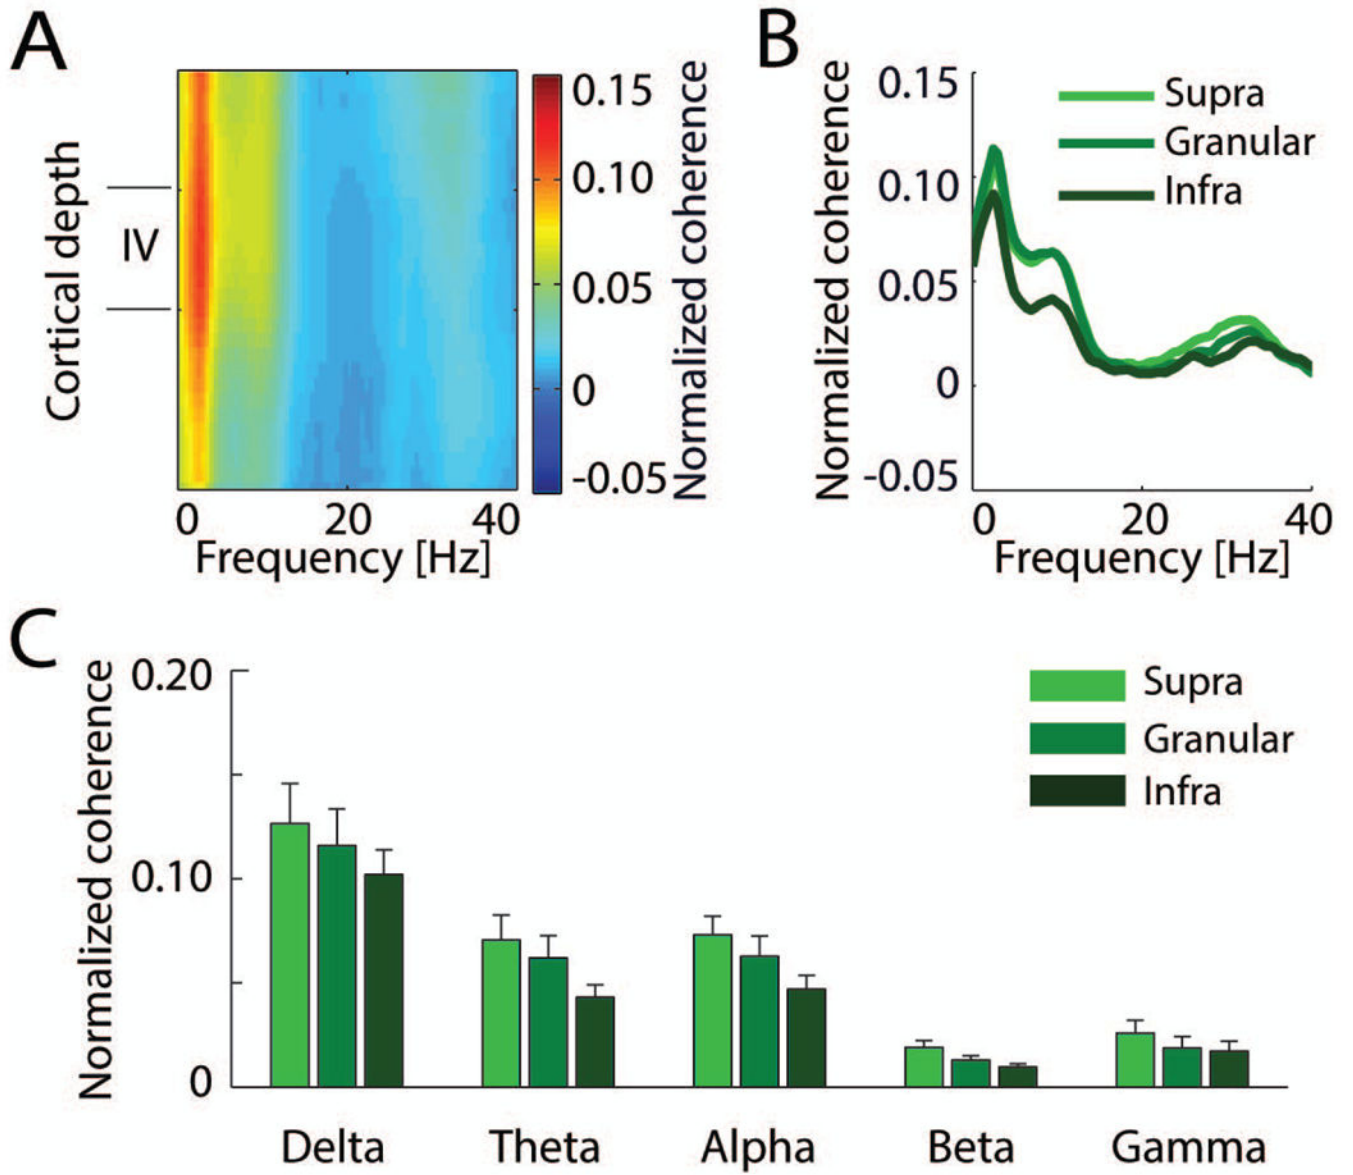 A
Cortical depth
IV
0.15
0.10
0.05
0
-0.05
Normalized coherence
0
20
40
Frequency [Hz]
B
Normalized coherence
0.15
0.10
0.05
0
-0.05
Supra
Granular
Infra
0
20
40
Frequency [Hz]
C
Normalized coherence
0.20
0.10
0
Supra
Granular
Infra
Delta
Theta
Alpha
Beta
Gamma